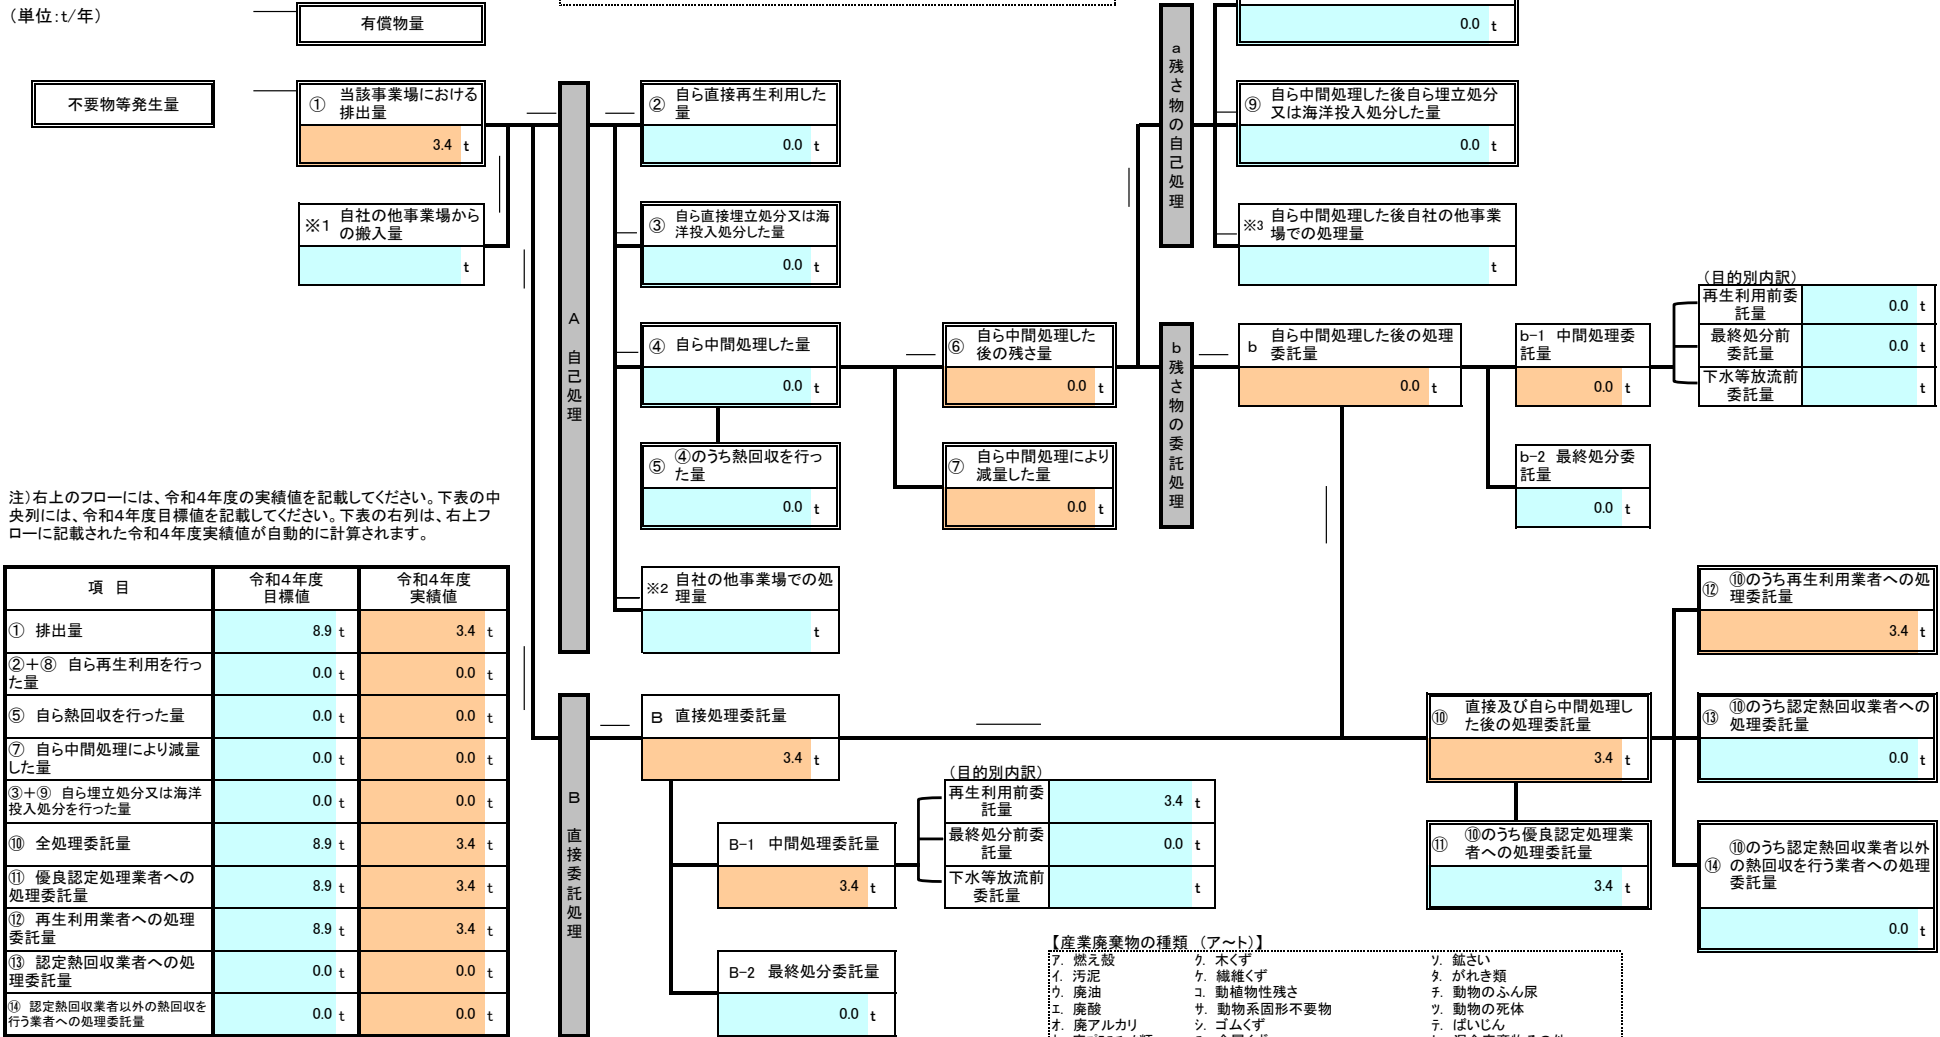 (単位:t/年)
有償物量
0.0 t
不要物等発生量
① 当該事業場における
排出量
3.4 t
※1 自社の他事業場から
の搬入量
t
A
自己処理
② 自ら直接再生利用した
量
0.0 t
③ 自ら直接埋立処分又は海
洋投入処分した量
0.0 t
④ 自ら中間処理した量
0.0 t
⑤ ④のうち熱回収を行っ
た量
0.0 t
※2 自社の他事業場での処
理量
t
⑥ 自ら中間処理した
後の残さ量
0.0 t
⑦ 自ら中間処理により
減量した量
0.0 t
a
残さ物の自己処理
⑨ 自ら中間処理した後自ら埋立処分
又は海洋投入処分した量
0.0 t
※3 自ら中間処理した後自社の他事業
場での処理量
t
b
残さ物の委託処理
b 自ら中間処理した後の処理
委託量
0.0 t
b-1 中間処理委
託量
0.0 t
b-2 最終処分委
託量
0.0 t
(目的別内訳)
再生利用前委
託量
0.0 t
最終処分前
委託量
0.0 t
下水等放流前
委託量
t
注)右上のフローには、令和4年度の実績値を記載してください。下表の中
央列には、令和4年度目標値を記載してください。下表の右列は、右上フ
ローに記載された令和4年度実績値が自動的に計算されます。
項 目 令和4年度
目標値 令和4年度
実績値
① 排出量 8.9 t 3.4 t
②+⑧ 自ら再生利用を行っ
た量 0.0 t 0.0 t
⑤ 自ら熱回収を行った量 0.0 t 0.0 t
⑦ 自ら中間処理により減量
した量 0.0 t 0.0 t
③+⑨ 自ら埋立処分又は海洋
投入処分を行った量 0.0 t 0.0 t
⑩ 全処理委託量 8.9 t 3.4 t
⑪ 優良認定処理業者への
処理委託量 8.9 t 3.4 t
⑫ 再生利用業者への処理
委託量 8.9 t 3.4 t
⑬ 認定熱回収業者への処
理委託量 0.0 t 0.0 t
⑭ 認定熱回収業者以外の熱回収を
行う業者への処理委託量 0.0 t 0.0 t
B
直接委託処理
B 直接処理委託量
3.4 t
B-1 中間処理委託量
3.4 t
B-2 最終処分委託量
0.0 t
(目的別内訳)
再生利用前委
託量
3.4 t
最終処分前委
託量
0.0 t
下水等放流前
委託量
t
⑩ 直接及び自ら中間処理し
た後の処理委託量
3.4 t
⑪ ⑩のうち優良認定処理業
者への処理委託量
3.4 t
⑫ ⑩のうち再生利用業者への処
理委託量
3.4 t
⑬ ⑩のうち認定熱回収業者への
処理委託量
0.0 t
⑭ ⑩のうち認定熱回収業者以外
の熱回収を行う業者への処理
委託量
0.0 t
【産業廃棄物の種類 (ア~ト)】
ア. 燃え殻 ク. 木くず ソ. 鉱さい
イ. 汚泥 ケ. 繊維くず タ. がれき類
ウ. 廃油 コ. 動植物性残さ チ. 動物のふん尿
エ. 廃酸 サ. 動物系固形不要物 ツ. 動物の死体
オ. 廃アルカリ シ. ゴムくず テ. ばいじん